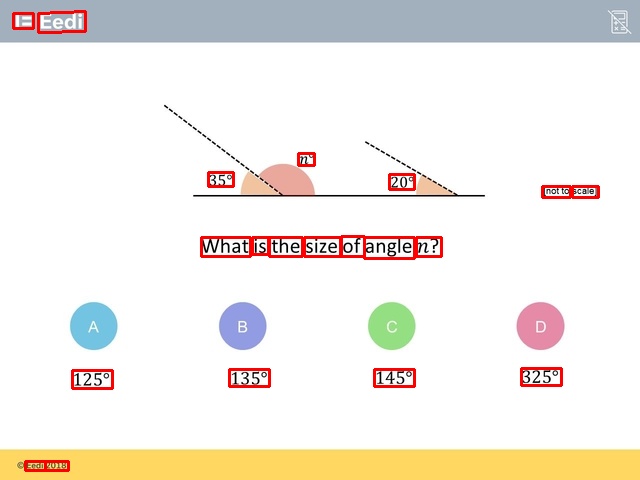 Eedi
n°
35°
20°
(not to scale)
What is the size of angle n?
A
B
C
D
125°
135°
145°
325°
© Eedi 2018